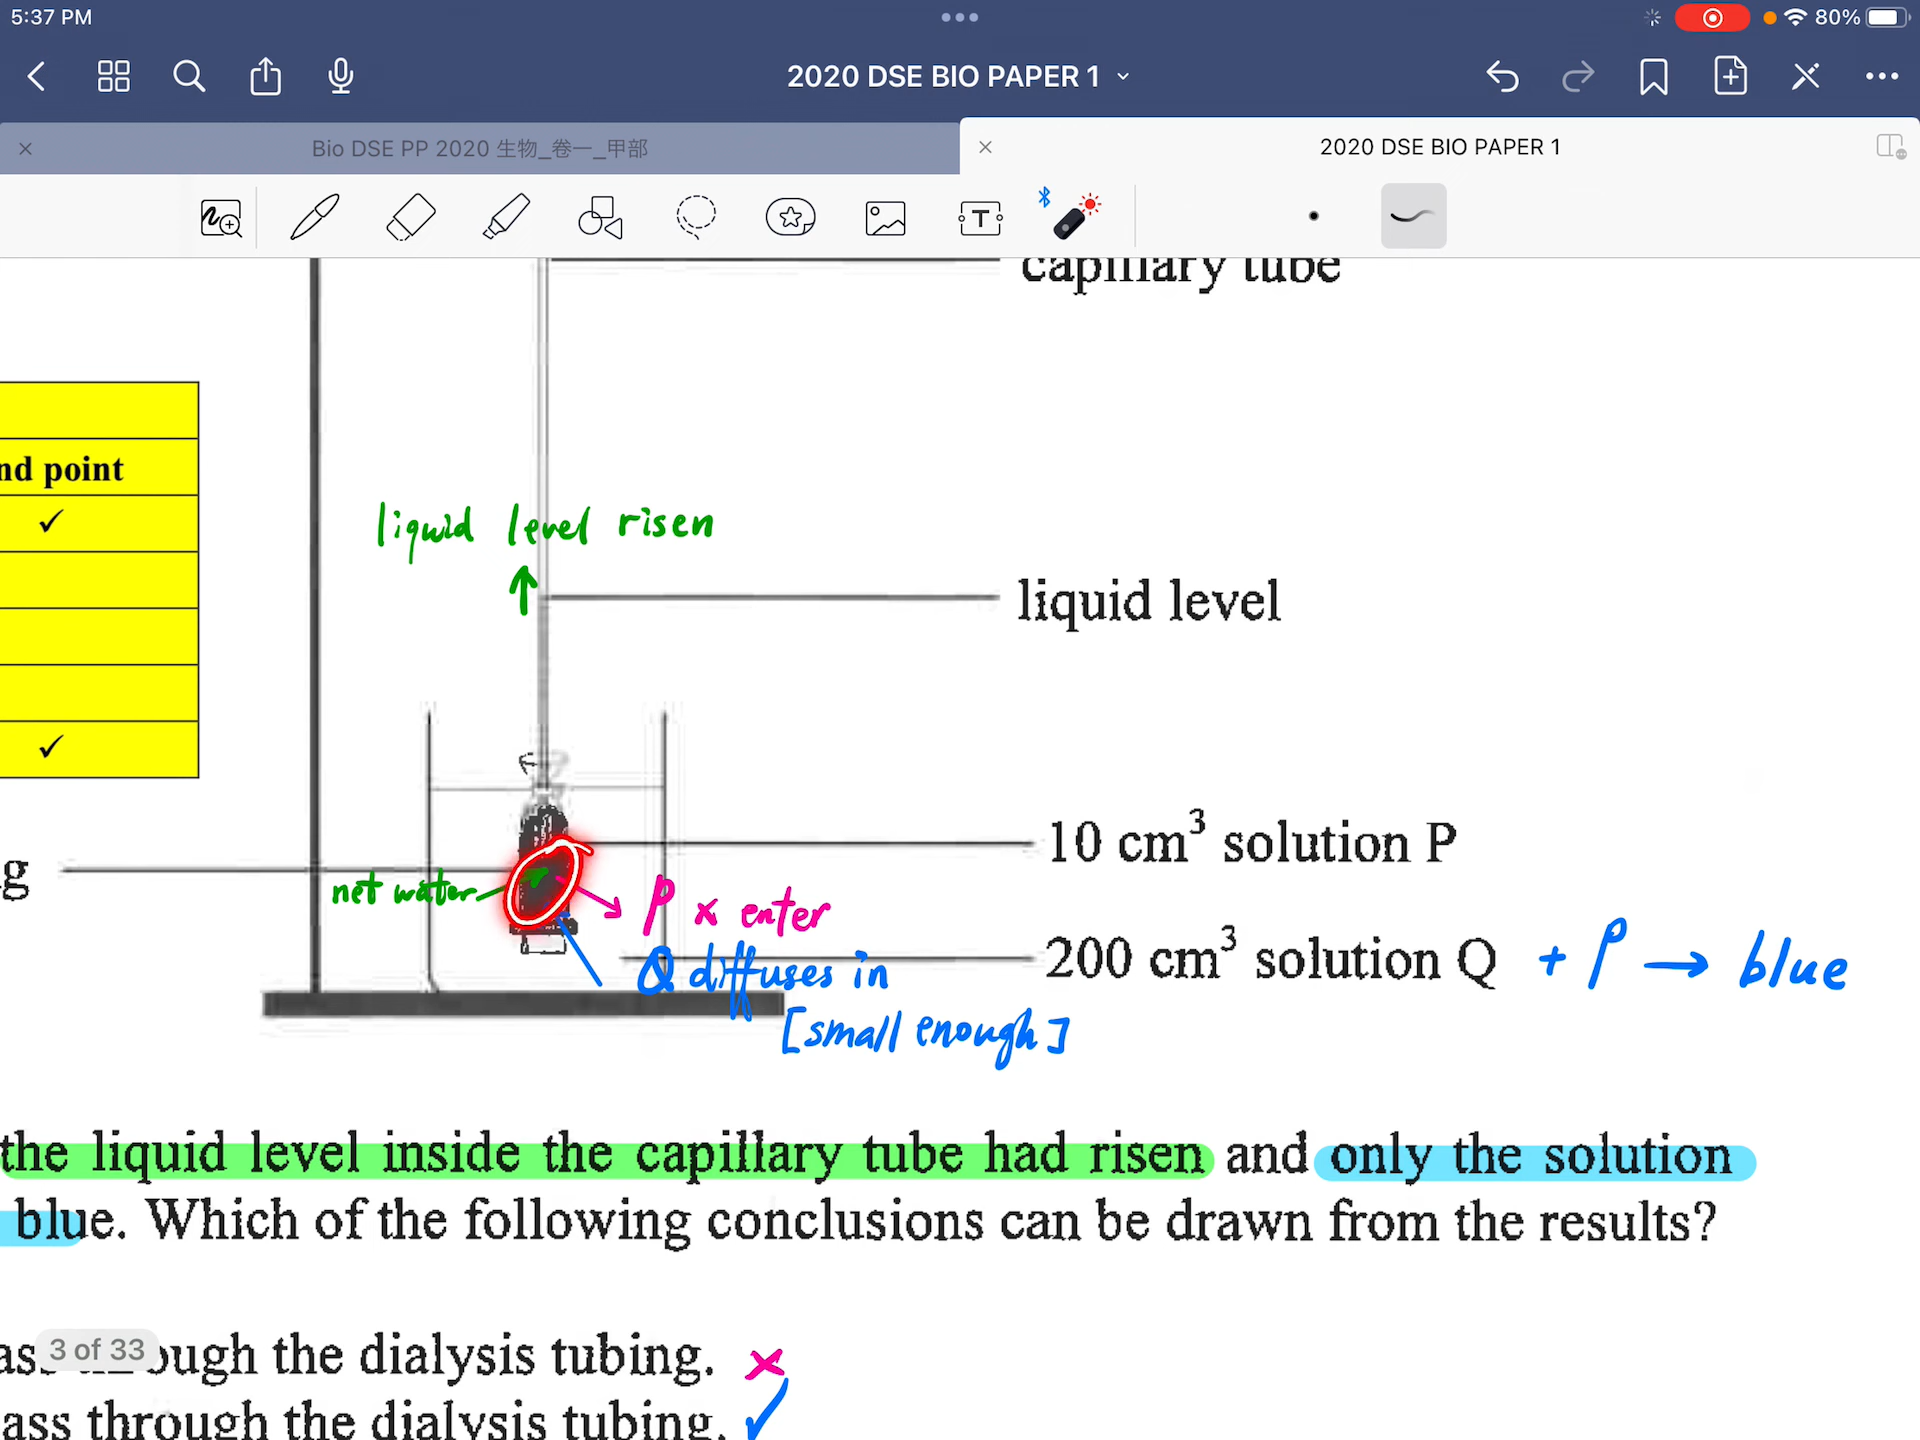 5:37 PM
80%
2020 DSE BIO PAPER 1
Bio DSE PP 2020 生物_卷一_甲部
2020 DSE BIO PAPER 1
T
capillary tube
nd point
✓
liquid level risen
liquid level
✓
10 cm³ solution P
g
net water
P x enter
200 cm³ solution Q + P → blue
Q diffuses in
[small enough]
the liquid level inside the capillary tube had risen and only the solution
blue. Which of the following conclusions can be drawn from the results?
3 of 33
through the dialysis tubing. ✗
ass through the dialysis tubing. ✓